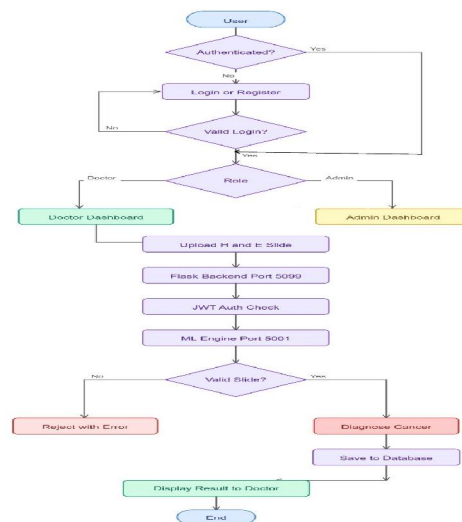 User
Authenticated?
Yes
No
Login or Register
No
Valid Login?
Yes
Doctor
Role
Admin
Doctor Dashboard
Admin Dashboard
Upload H and E Slide
Flask Backend Port 5099
JWT Auth Check
ML Engine Port 5001
No
Valid Slide?
Yes
Reject with Error
Diagnose Cancer
Save to Database
Display Result to Doctor
End